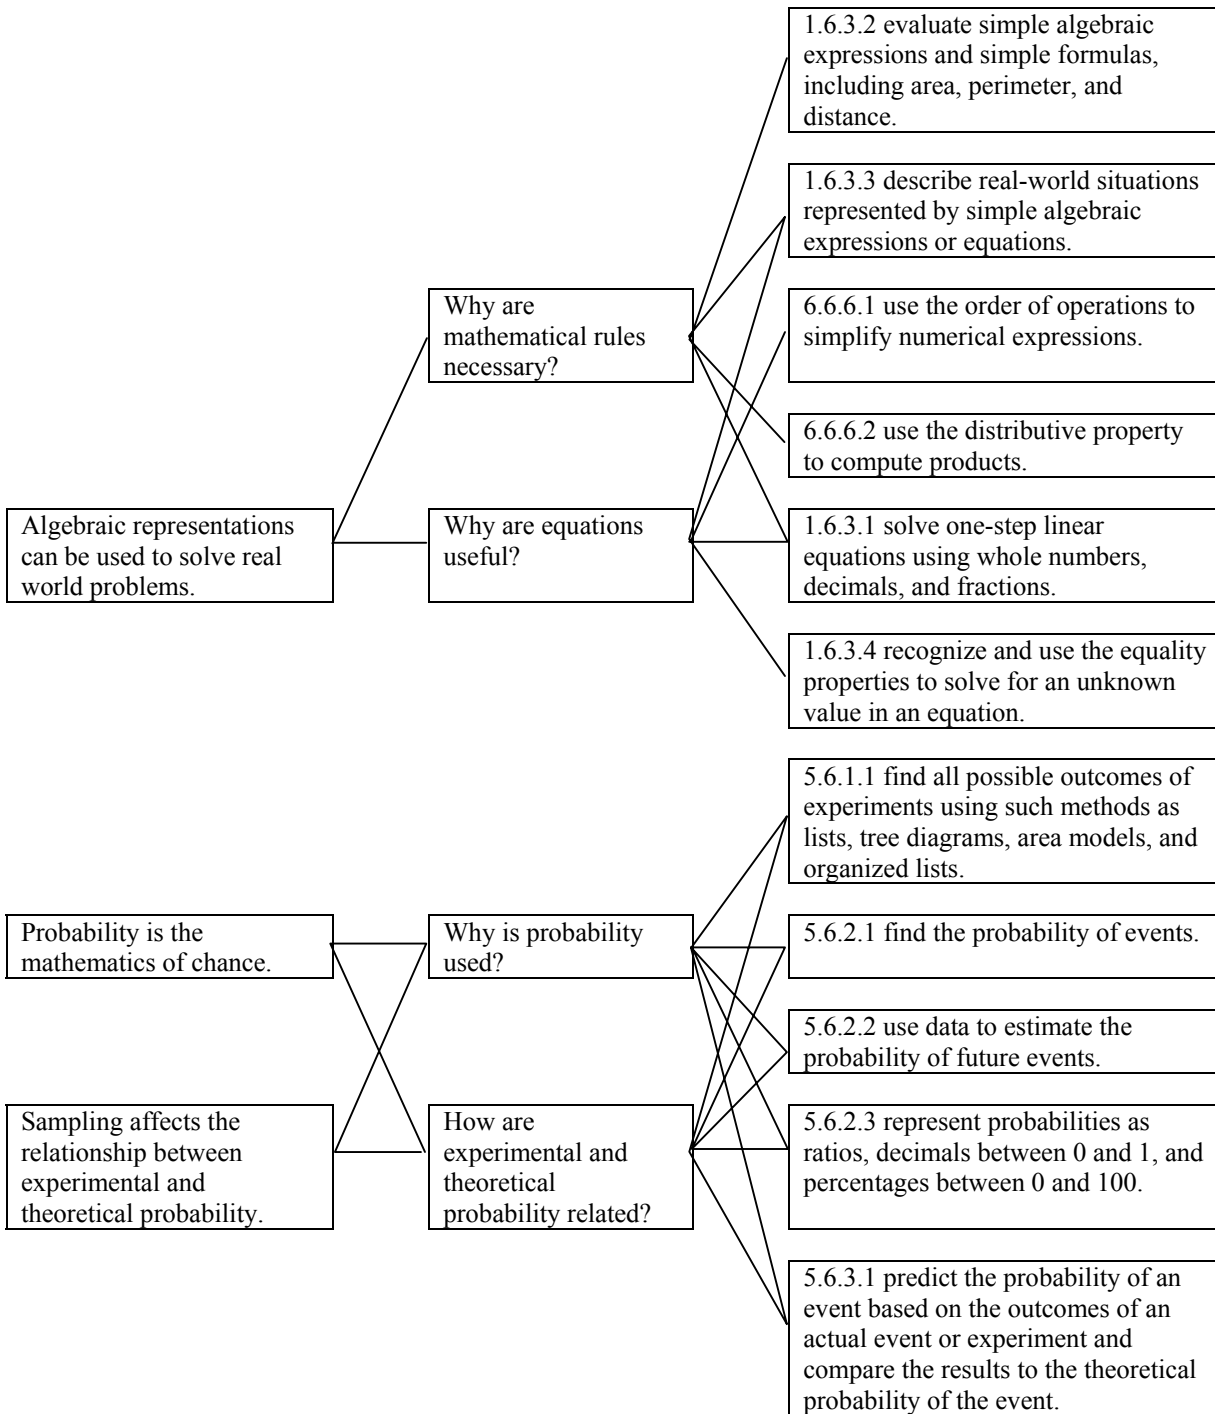 1.6.3.2 evaluate simple algebraic
expressions and simple formulas,
including area, perimeter, and
distance.
1.6.3.3 describe real-world situations
represented by simple algebraic
expressions or equations.
Why are
mathematical rules
necessary?
6.6.6.1 use the order of operations to
simplify numerical expressions.
6.6.6.2 use the distributive property
to compute products.
Algebraic representations
can be used to solve real
world problems.
Why are equations
useful?
1.6.3.1 solve one-step linear
equations using whole numbers,
decimals, and fractions.
1.6.3.4 recognize and use the equality
properties to solve for an unknown
value in an equation.
5.6.1.1 find all possible outcomes of
experiments using such methods as
lists, tree diagrams, area models, and
organized lists.
Probability is the
mathematics of chance.
Why is probability
used?
5.6.2.1 find the probability of events.
5.6.2.2 use data to estimate the
probability of future events.
Sampling affects the
relationship between
experimental and
theoretical probability.
How are
experimental and
theoretical
probability related?
5.6.2.3 represent probabilities as
ratios, decimals between 0 and 1, and
percentages between 0 and 100.
5.6.3.1 predict the probability of an
event based on the outcomes of an
actual event or experiment and
compare the results to the theoretical
probability of the event.